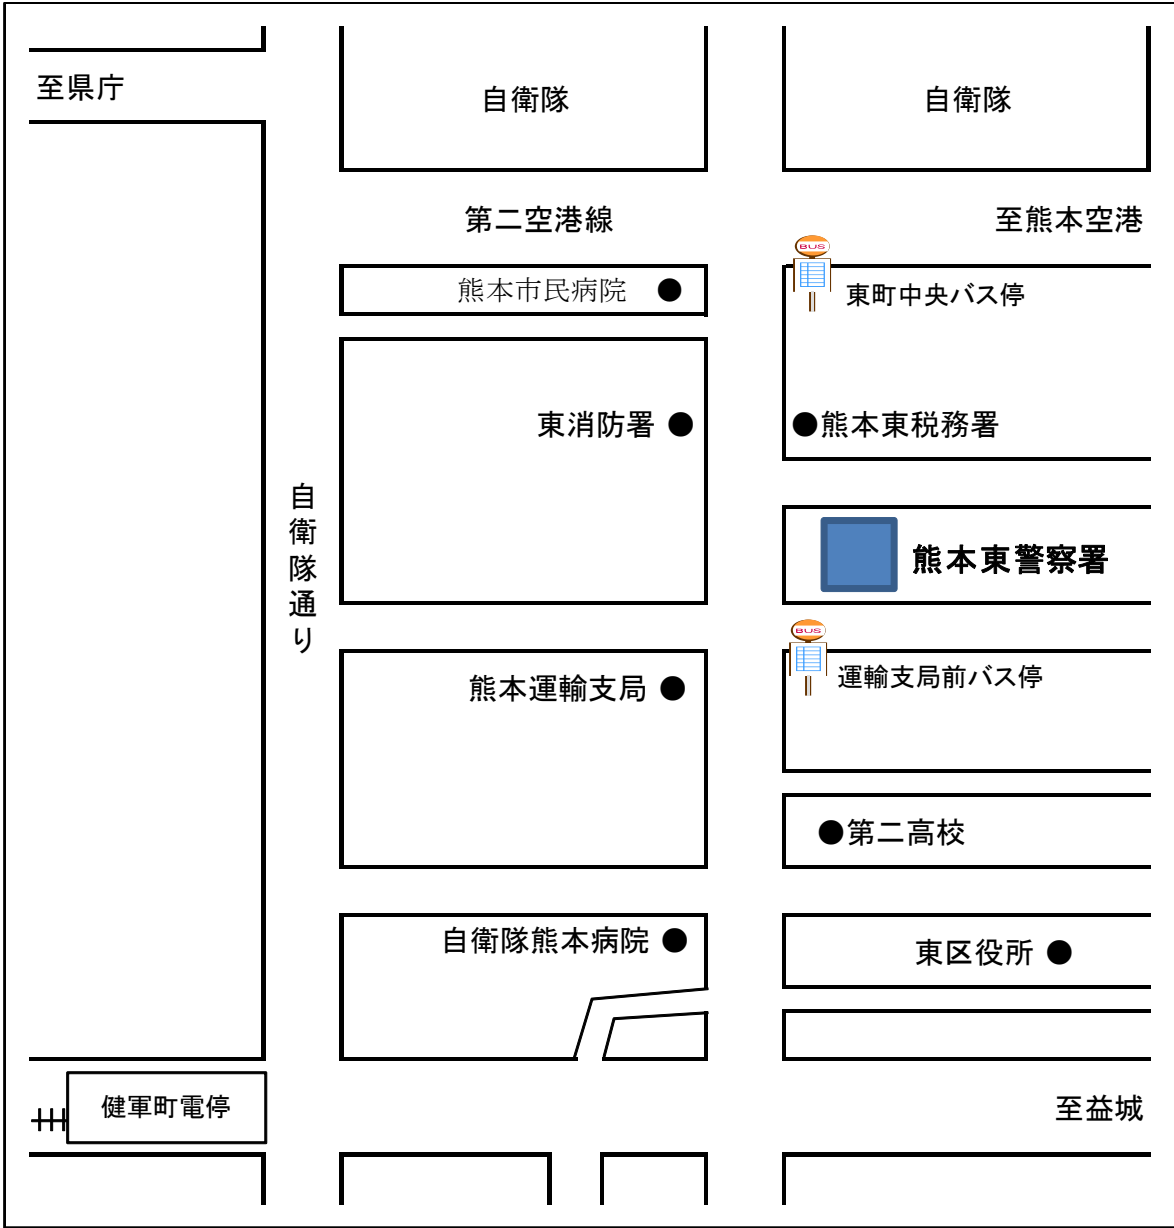 至県庁
自衛隊
自衛隊
第二空港線
至熊本空港
BUS
熊本市民病院
東町中央バス停
東消防署
熊本東税務署
自衛隊通り
熊本東警察署
BUS
熊本運輸支局
運輸支局前バス停
第二高校
自衛隊熊本病院
東区役所
健軍町電停
至益城